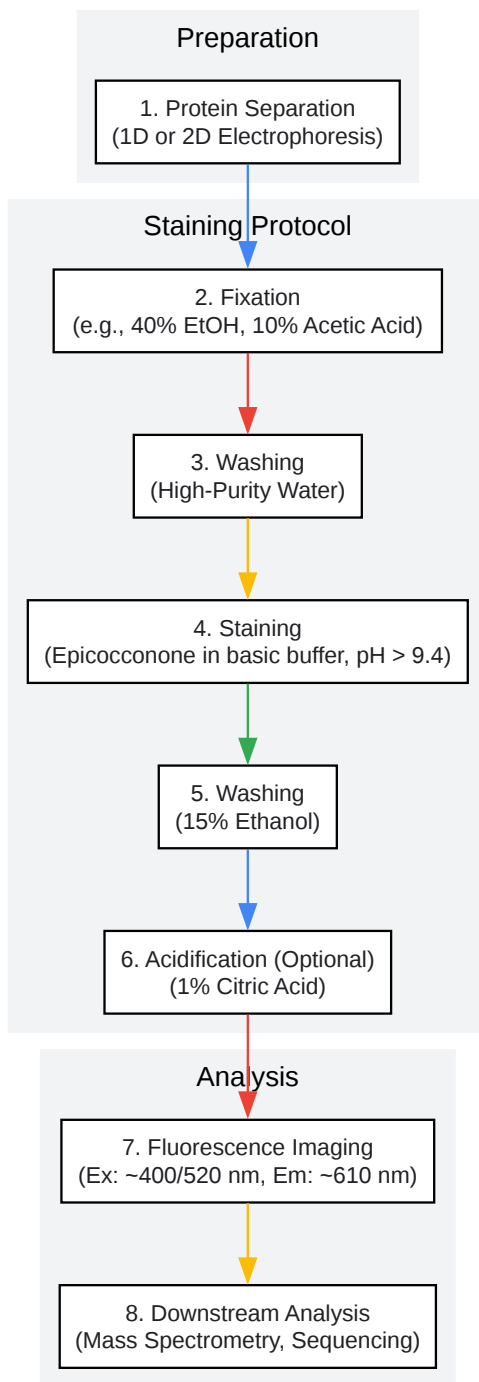 Preparation
1. Protein Separation
(1D or 2D Electrophoresis)
Staining Protocol
2. Fixation
(e.g., 40% EtOH, 10% Acetic Acid)
3. Washing
(High-Purity Water)
4. Staining
(Epicocconone in basic buffer, pH > 9.4)
5. Washing
(15% Ethanol)
6. Acidification (Optional)
(1% Citric Acid)
Analysis
7. Fluorescence Imaging
(Ex: ~400/520 nm, Em: ~610 nm)
8. Downstream Analysis
(Mass Spectrometry, Sequencing)